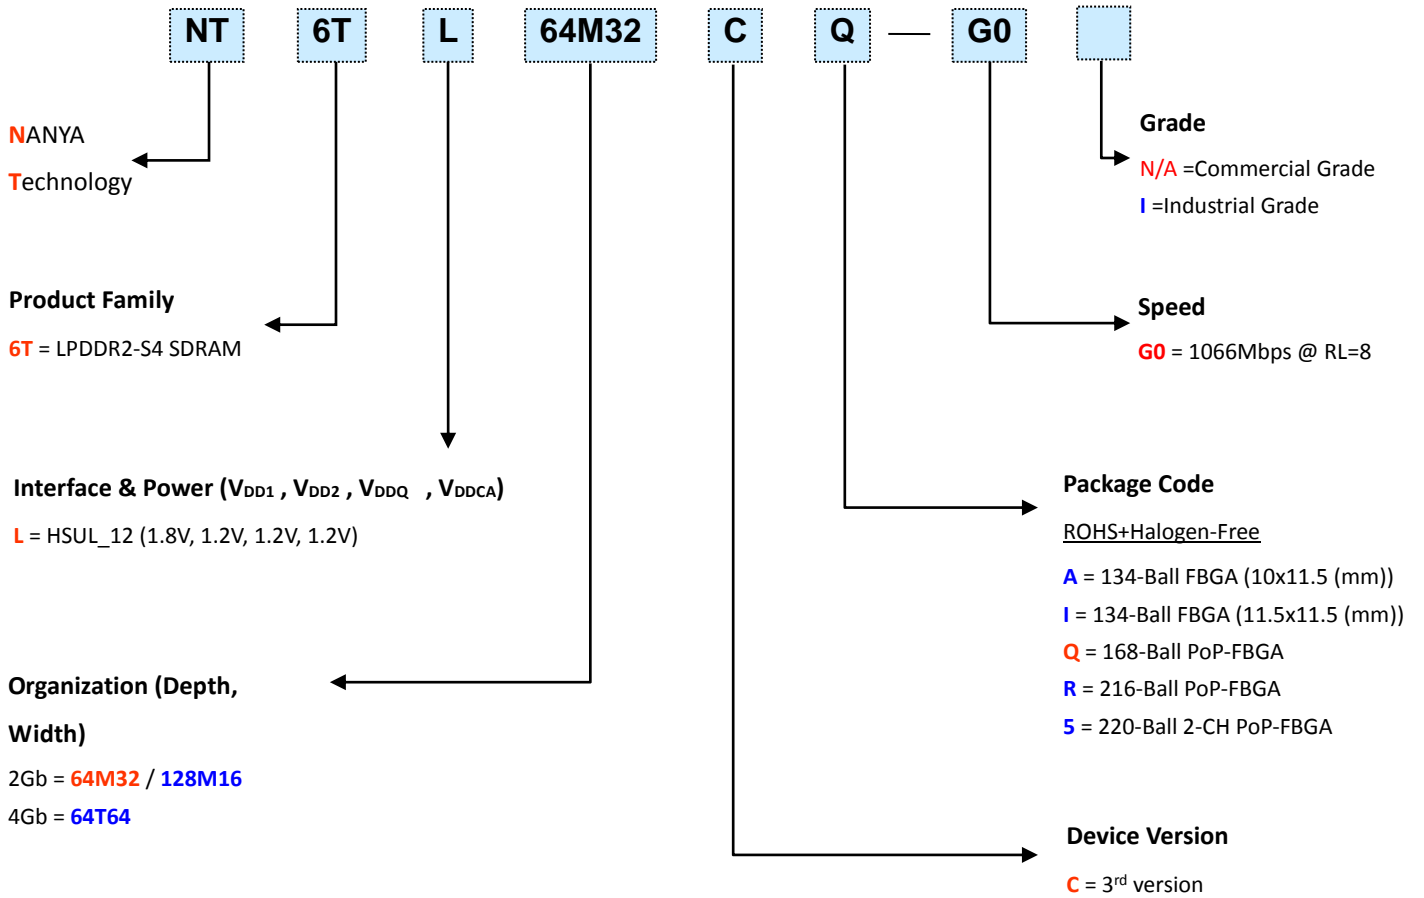 NT 6T L 64M32 C Q — G0
NANYA
Technology
Product Family
6T = LPDDR2-S4 SDRAM
Interface & Power (VDD1 , VDD2 , VDDQ , VDDCA)
L = HSUL_12 (1.8V, 1.2V, 1.2V, 1.2V)
Organization (Depth,
Width)
2Gb = 64M32 / 128M16
4Gb = 64T64
Grade
N/A =Commercial Grade
I =Industrial Grade
Speed
G0 = 1066Mbps @ RL=8
Package Code
ROHS+Halogen-Free
A = 134-Ball FBGA (10x11.5 (mm))
I = 134-Ball FBGA (11.5x11.5 (mm))
Q = 168-Ball PoP-FBGA
R = 216-Ball PoP-FBGA
5 = 220-Ball 2-CH PoP-FBGA
Device Version
C = 3rd version